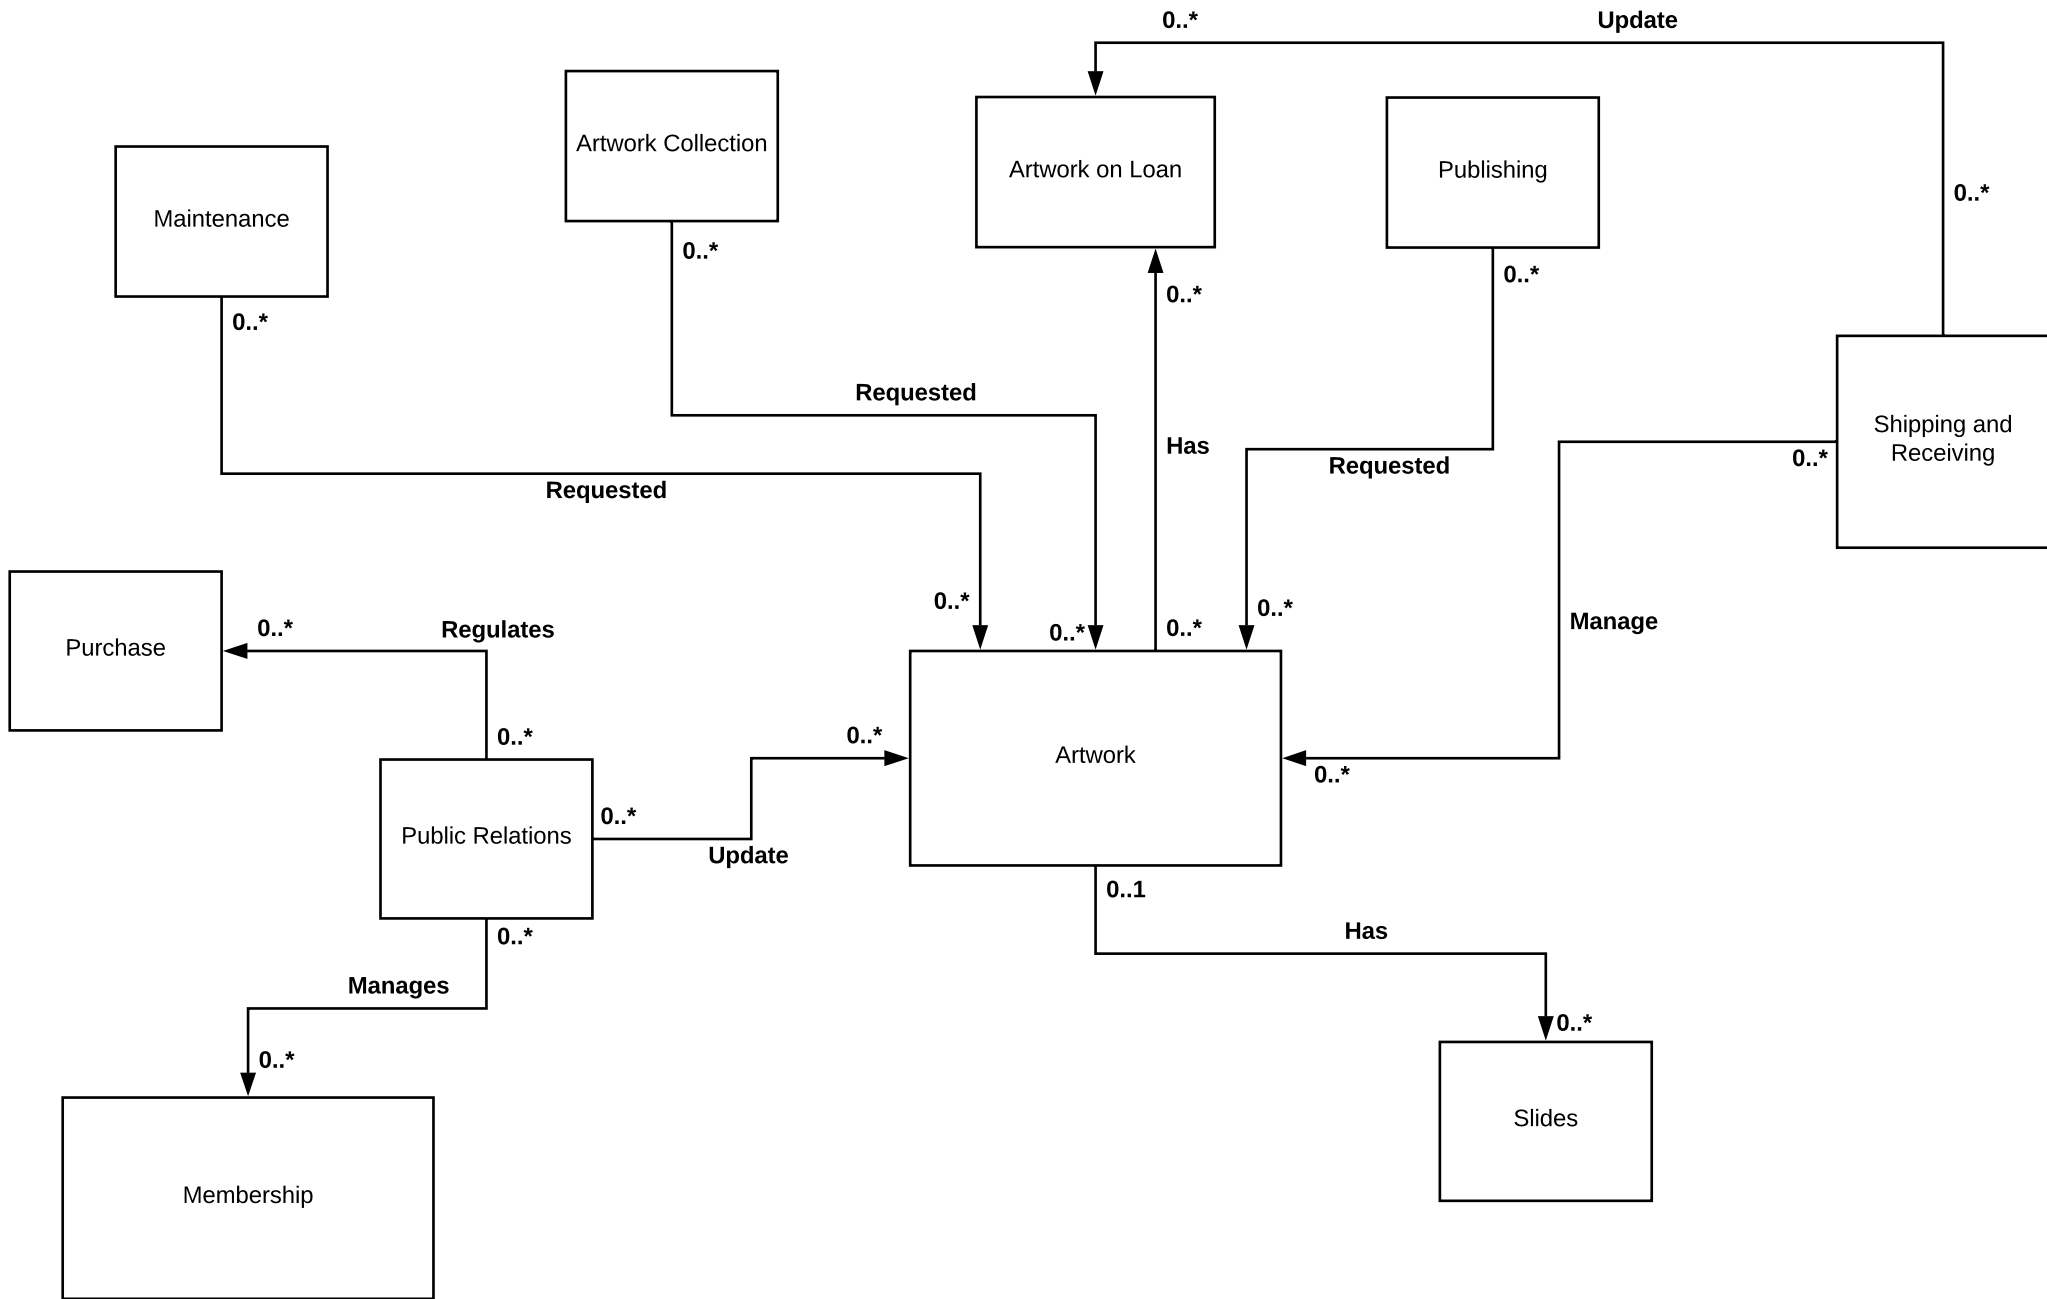 0..*
Update
Artwork Collection
Artwork on Loan
Publishing
Maintenance
0..*
0..*
0..*
0..*
0..*
Requested
Has
Requested
Shipping and
Receiving
0..*
Requested
Manage
0..*
0..*
0..*
0..*
Purchase
0..*
Regulates
0..*
0..*
Artwork
0..*
Public Relations
0..*
Update
0..1
0..*
Has
Manages
0..*
0..*
Slides
Membership